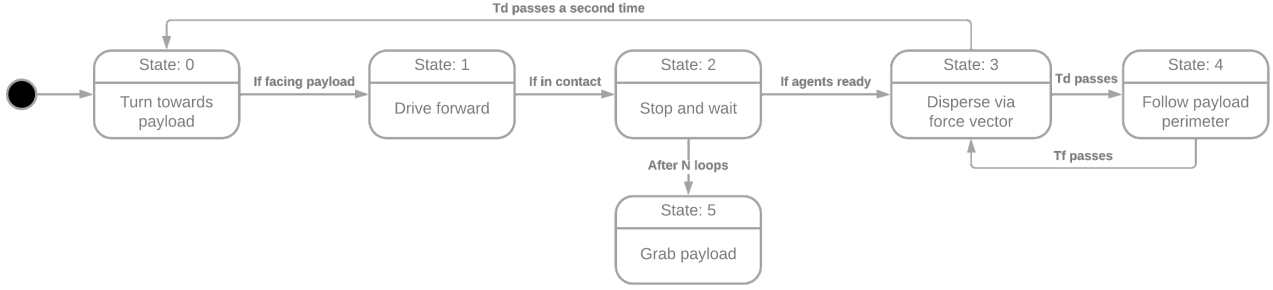 Td passes a second time
State: 0
Turn towards
payload
If facing payload
State: 1
Drive forward
If in contact
State: 2
Stop and wait
If agents ready
State: 3
Disperse via
force vector
Td passes
State: 4
Follow payload
perimeter
Tf passes
After N loops
State: 5
Grab payload